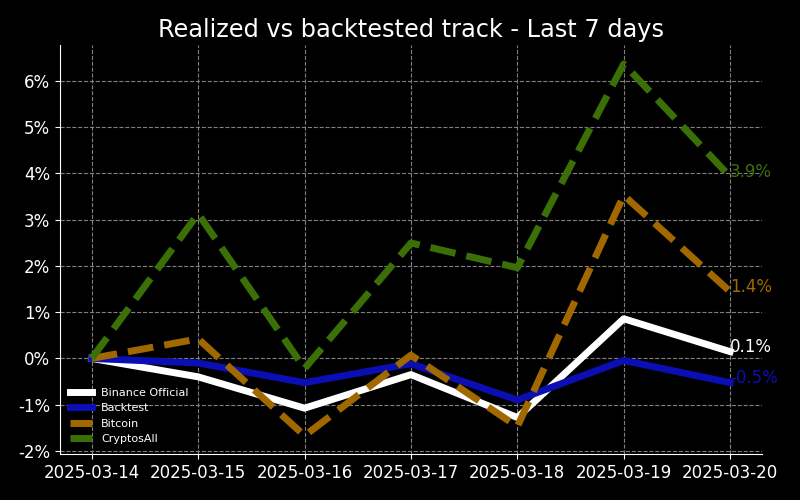 Realized vs backtested track - Last 7 days
6%
5%
4%
3%
2%
1%
0%
-1%
-2%
3.9%
1.4%
0.1%
-0.5%
Binance Official
Backtest
Bitcoin
CryptosAll
2025-03-14 2025-03-15 2025-03-16 2025-03-17 2025-03-18 2025-03-19 2025-03-20